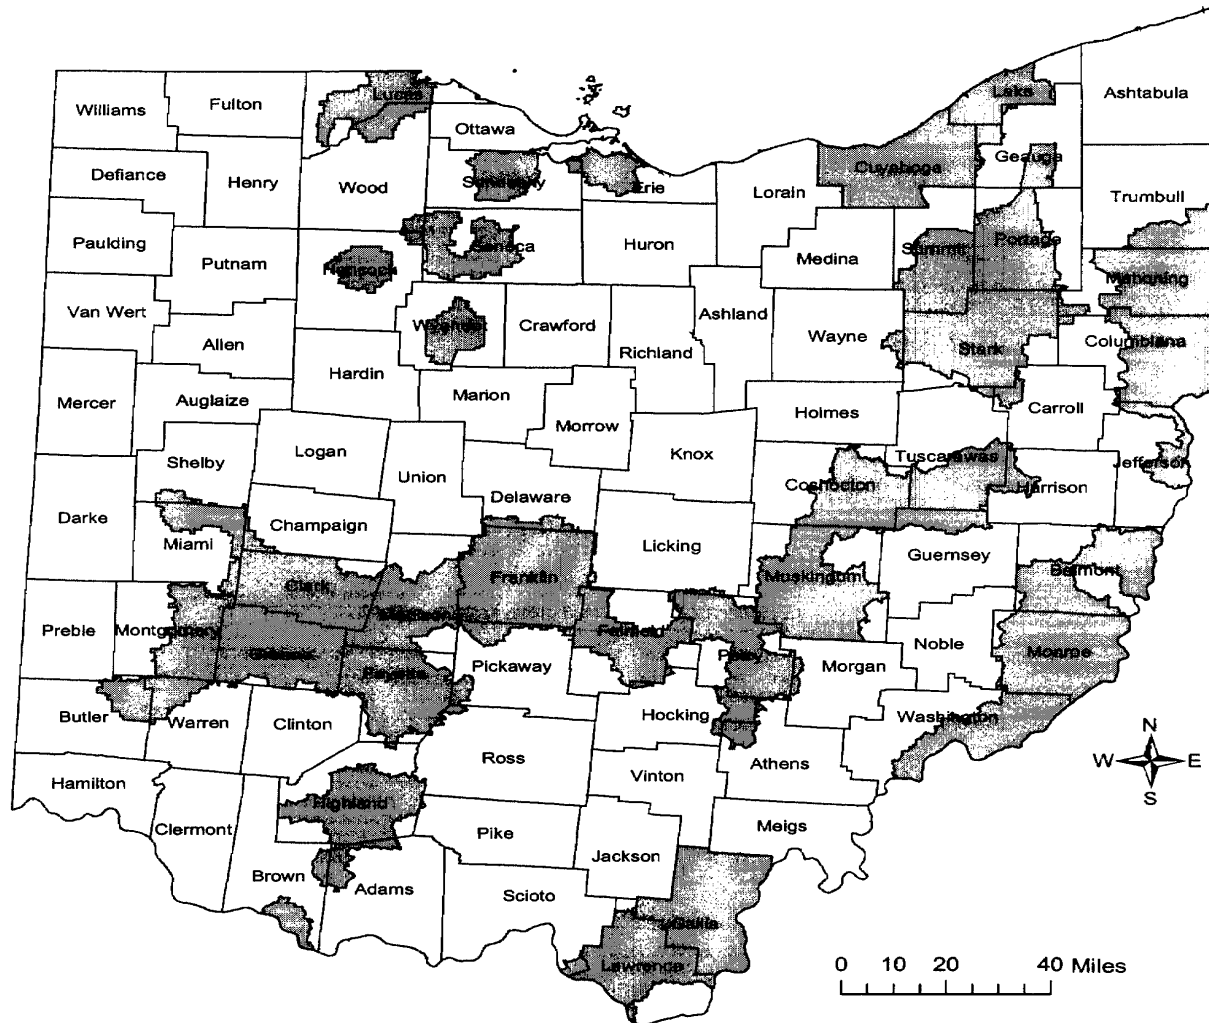 Lucas
Lake
Ashtabula
Williams
Fulton
Ottawa
Geauga
Cuyahoga
Defiance
Henry
Wood
Sandusky
Erie
Lorain
Trumbull
Paulding
Seneca
Huron
Summit
Portage
Putnam
Hancock
Medina
Mahoning
Van Wert
Wyandot
Crawford
Ashland
Wayne
Columbiana
Allen
Richland
Stark
Hardin
Mercer
Auglaize
Marion
Holmes
Carroll
Morrow
Logan
Knox
Shelby
Union
Tuscarawas
Jefferson
Coshocton
Harrison
Delaware
Darke
Champaign
Miami
Licking
Guernsey
Clark
Franklin
Muskingum
Belmont
Preble
Montgomery
Fairfield
Noble
Monroe
Perry
Pickaway
Morgan
Fayette
Butler
Warren
Clinton
Hocking
Washington
N
Ross
Athens
W
E
Hamilton
Vinton
S
Highland
Clermont
Pike
Meigs
Jackson
Brown
Adams
Scioto
Gallia
Lawrence
0 10 20 40 Miles